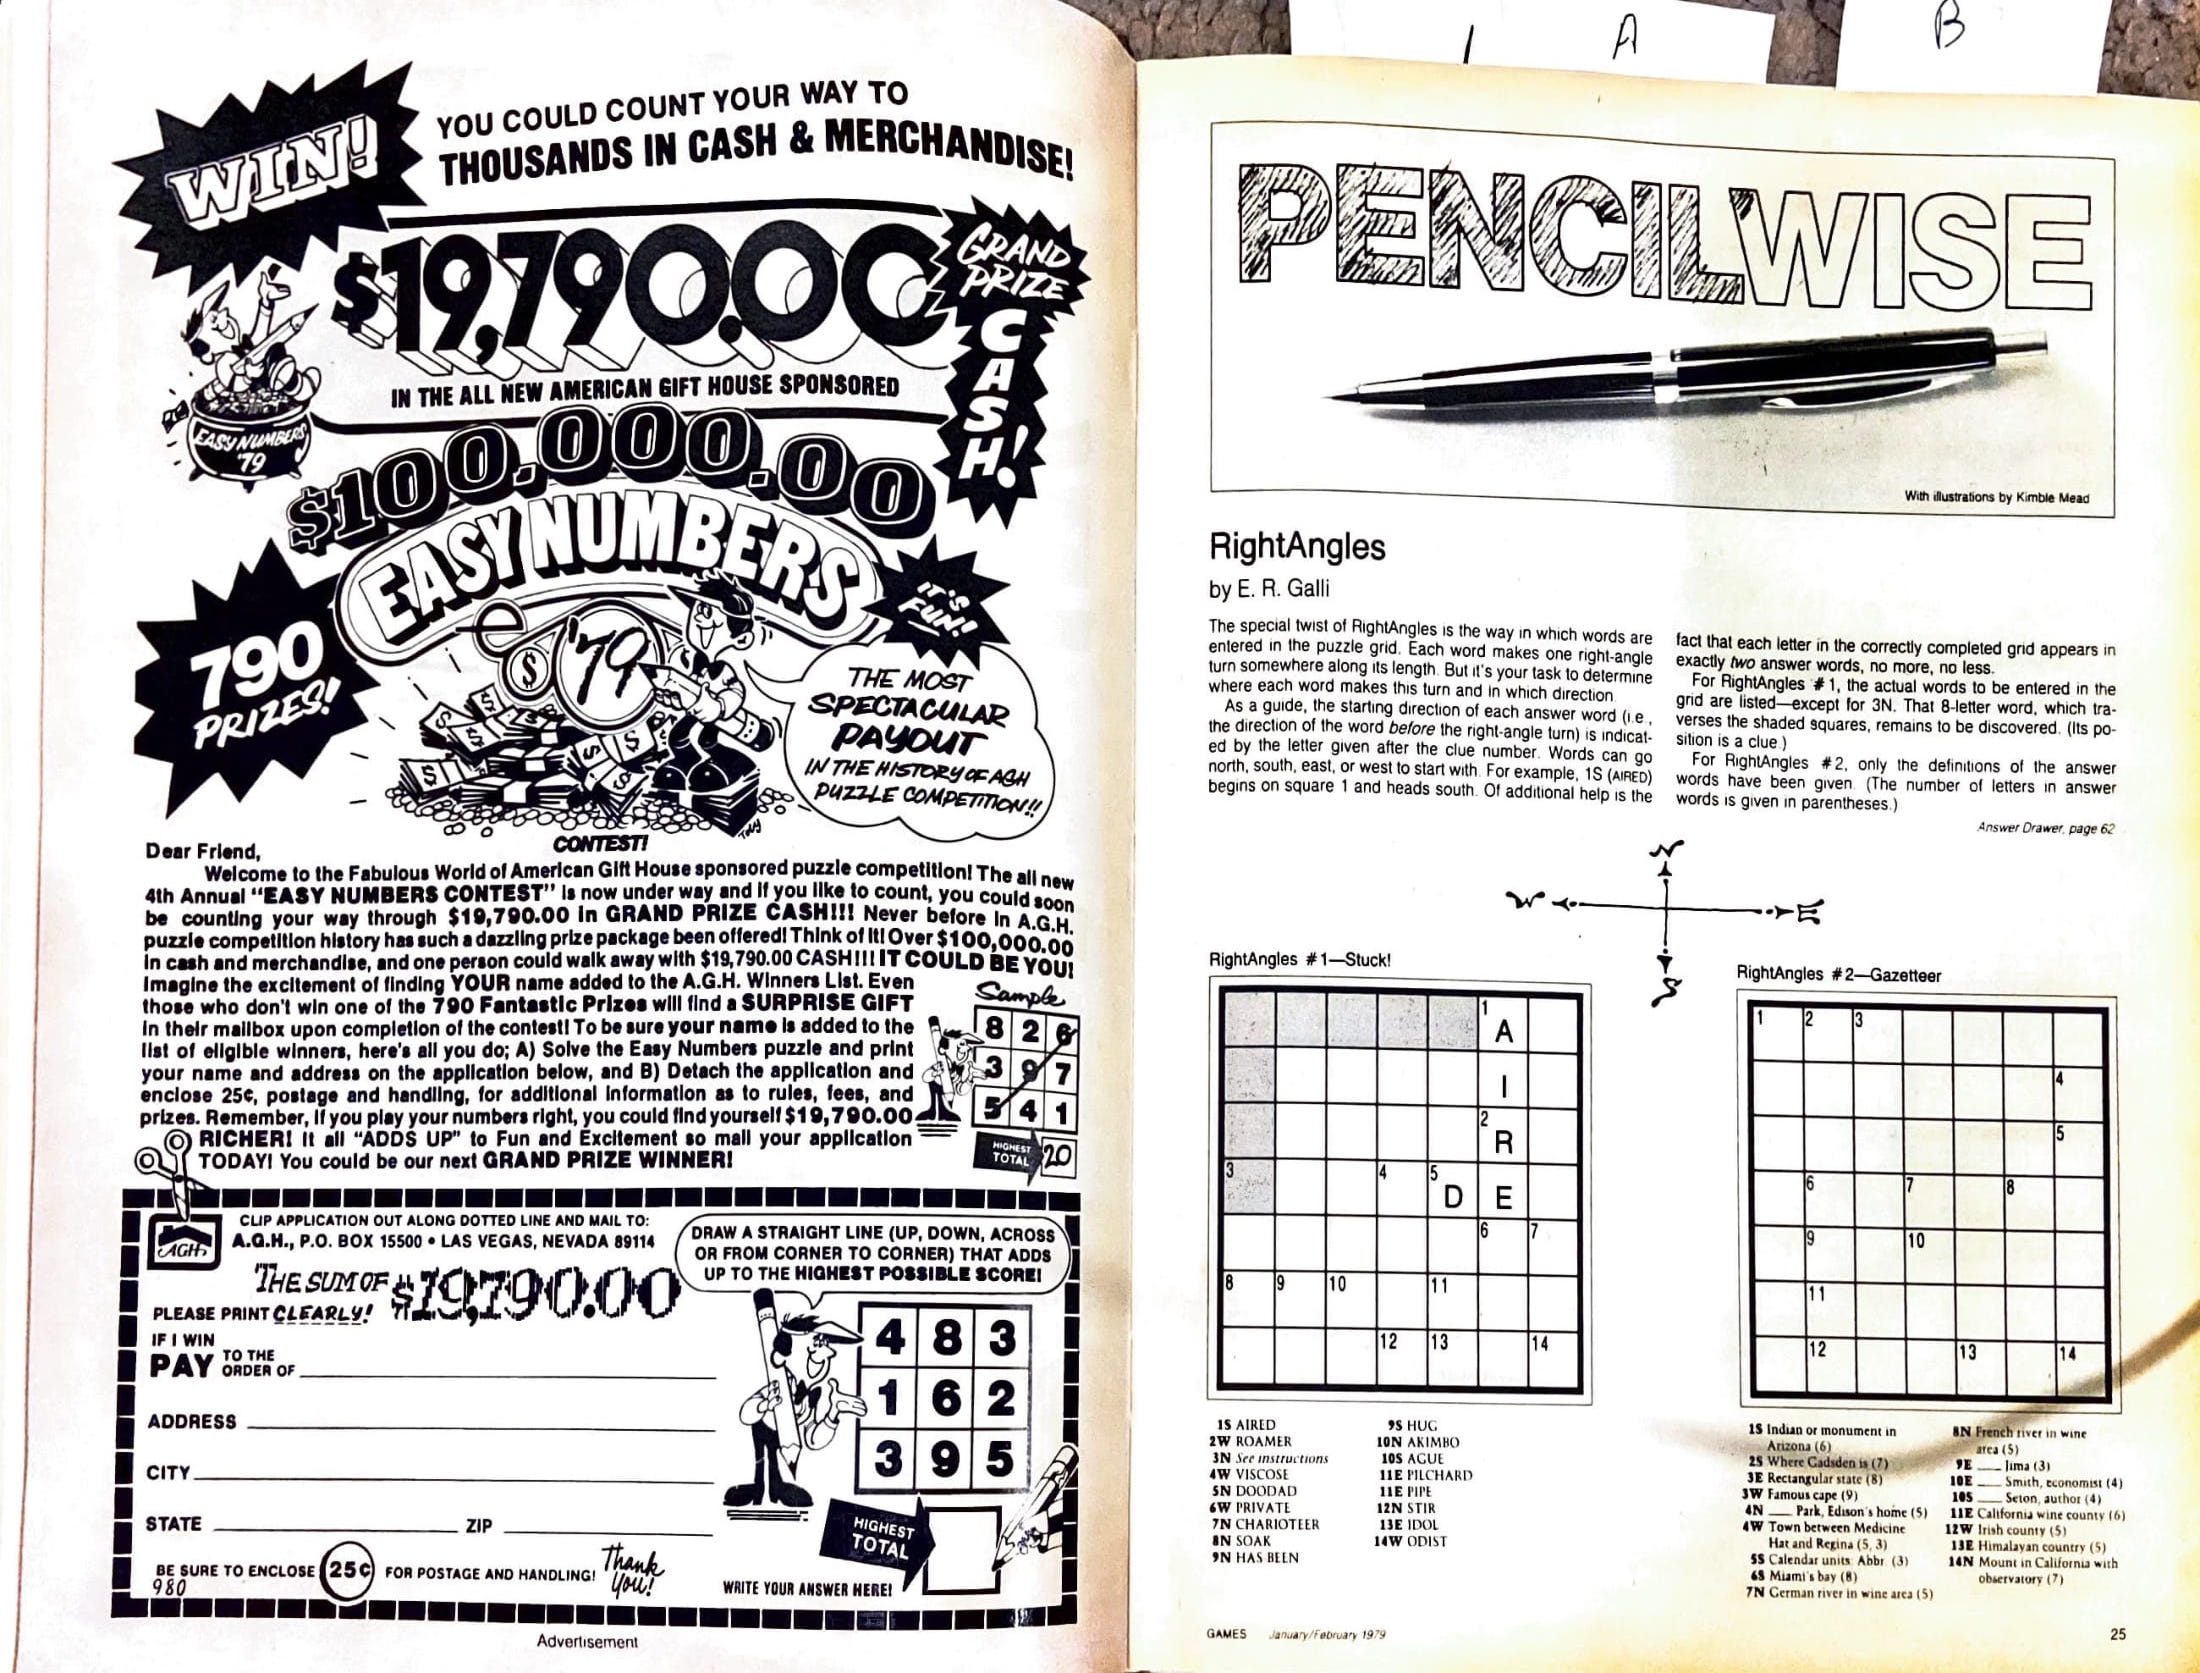 A
B
WIN!
YOU COULD COUNT YOUR WAY TO
THOUSANDS IN CASH & MERCHANDISE!
$19,790.00
GRAND
PRIZE
CASH!
IN THE ALL NEW AMERICAN GIFT HOUSE SPONSORED
EASY NUMBERS
'79
$100,000.00
EASY NUMBERS
IT'S
FUN!
790
PRIZES!
$ '79
THE MOST
SPECTACULAR
PAYOUT
IN THE HISTORY OF AGH
PUZZLE COMPETITION!!
CONTEST!
Dear Friend,
Welcome to the Fabulous World of American Gift House sponsored puzzle competition! The all new
4th Annual "EASY NUMBERS CONTEST" is now under way and if you like to count, you could soon
be counting your way through $19,790.00 in GRAND PRIZE CASH!!! Never before in A.G.H.
puzzle competition history has such a dazzling prize package been offered! Think of it! Over $100,000.00
in cash and merchandise, and one person could walk away with $19,790.00 CASH!!! IT COULD BE YOU!
Imagine the excitement of finding YOUR name added to the A.G.H. Winners List. Even
those who don't win one of the 790 Fantastic Prizes will find a SURPRISE GIFT
in their mailbox upon completion of the contest! To be sure your name is added to the
list of eligible winners, here's all you do; A) Solve the Easy Numbers puzzle and print
your name and address on the application below, and B) Detach the application and
enclose 25¢, postage and handling, for additional information as to rules, fees, and
prizes. Remember, if you play your numbers right, you could find yourself $19,790.00
RICHER! It all "ADDS UP" to Fun and Excitement so mail your application
TODAY! You could be our next GRAND PRIZE WINNER!
Sample
8 2 6
3 9 7
5 4 1
HIGHEST
TOTAL 20
AGH
CLIP APPLICATION OUT ALONG DOTTED LINE AND MAIL TO:
A.G.H., P.O. BOX 15500 • LAS VEGAS, NEVADA 89114
THE SUM OF $19,790.00
PLEASE PRINT CLEARLY!
IF I WIN
PAY TO THE
ORDER OF
ADDRESS
CITY
STATE ZIP
BE SURE TO ENCLOSE 25¢ FOR POSTAGE AND HANDLING! Thank
You!
980
DRAW A STRAIGHT LINE (UP, DOWN, ACROSS
OR FROM CORNER TO CORNER) THAT ADDS
UP TO THE HIGHEST POSSIBLE SCORE!
4 8 3
1 6 2
3 9 5
HIGHEST
TOTAL
WRITE YOUR ANSWER HERE!
Advertisement
PENCILWISE
With illustrations by Kimble Mead
RightAngles
by E. R. Galli
The special twist of RightAngles is the way in which words are
entered in the puzzle grid. Each word makes one right-angle
turn somewhere along its length. But it's your task to determine
where each word makes this turn and in which direction.
As a guide, the starting direction of each answer word (i.e.,
the direction of the word before the right-angle turn) is indicat-
ed by the letter given after the clue number. Words can go
north, south, east, or west to start with. For example, 1S (AIRED)
begins on square 1 and heads south. Of additional help is the
fact that each letter in the correctly completed grid appears in
exactly two answer words, no more, no less.
For RightAngles #1, the actual words to be entered in the
grid are listed—except for 3N. That 8-letter word, which tra-
verses the shaded squares, remains to be discovered. (Its po-
sition is a clue.)
For RightAngles #2, only the definitions of the answer
words have been given. (The number of letters in answer
words is given in parentheses.)
Answer Drawer, page 62
N
W E
S
RightAngles #1—Stuck!
1 A
I
2 R
3 4 5 D E
6 7
8 9 10 11
12 13 14
1S AIRED
2W ROAMER
3N See instructions
4W VISCOSE
5N DOODAD
6W PRIVATE
7N CHARIOTEER
8N SOAK
9N HAS BEEN
9S HUG
10N AKIMBO
10S AGUE
11E PILCHARD
11E PIPE
12N STIR
13E IDOL
14W ODIST
RightAngles #2—Gazetteer
1 2 3
4
5
6 7 8
9 10
11
12 13 14
1S Indian or monument in
Arizona (6)
2S Where Gadsden is (7)
3E Rectangular state (8)
3W Famous cape (9)
4N ___ Park, Edison's home (5)
4W Town between Medicine
Hat and Regina (5, 3)
5S Calendar units: Abbr. (3)
6S Miami's bay (8)
7N German river in wine area (5)
8N French river in wine
area (5)
9E ___ Jima (3)
10E ___ Smith, economist (4)
10S ___ Seton, author (4)
11E California wine county (6)
12W Irish county (5)
13E Himalayan country (5)
14N Mount in California with
observatory (7)
GAMES January/February 1979
25